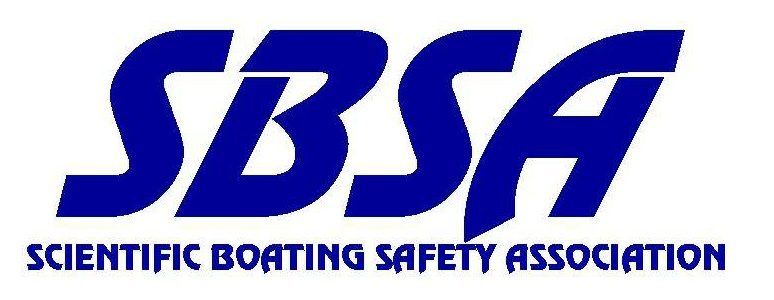 SBSA
SCIENTIFIC BOATING SAFETY ASSOCIATION